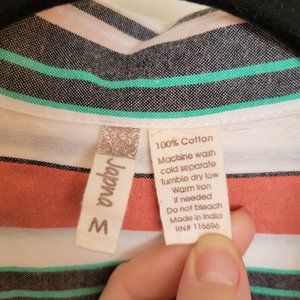 Japna
M
100% Cotton
Machine wash
cold separate
Tumble dry low
Warm iron
if needed
Do not bleach
Made in India
RN# 116696